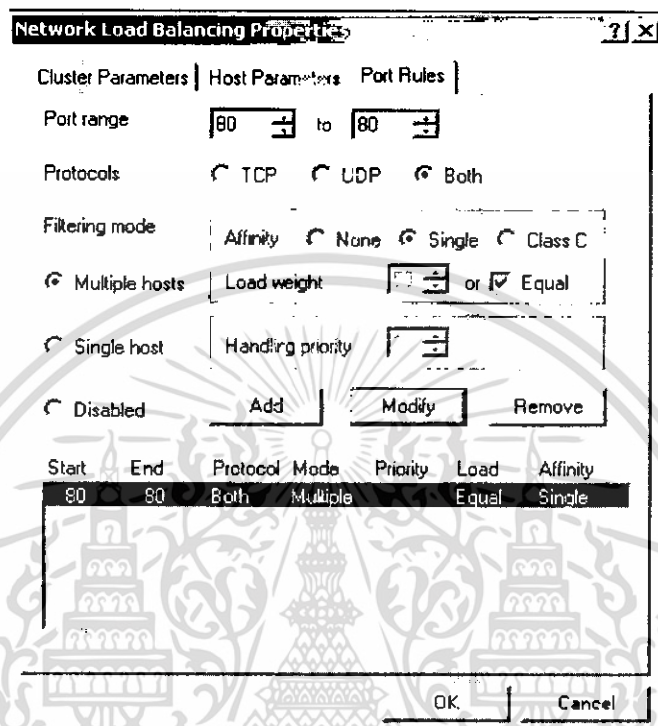 Network Load Balancing Properties
Cluster Parameters Host Parameters Port Rules
Port range 80 to 80
Protocols TCP UDP Both
Filtering mode
Affinity None Single Class C
Multiple hosts Load weight or Equal
Single host Handling priority
Disabled Add Modify Remove
Start End Protocol Mode Priority Load Affinity
80 80 Both Multiple Equal Single
OK Cancel